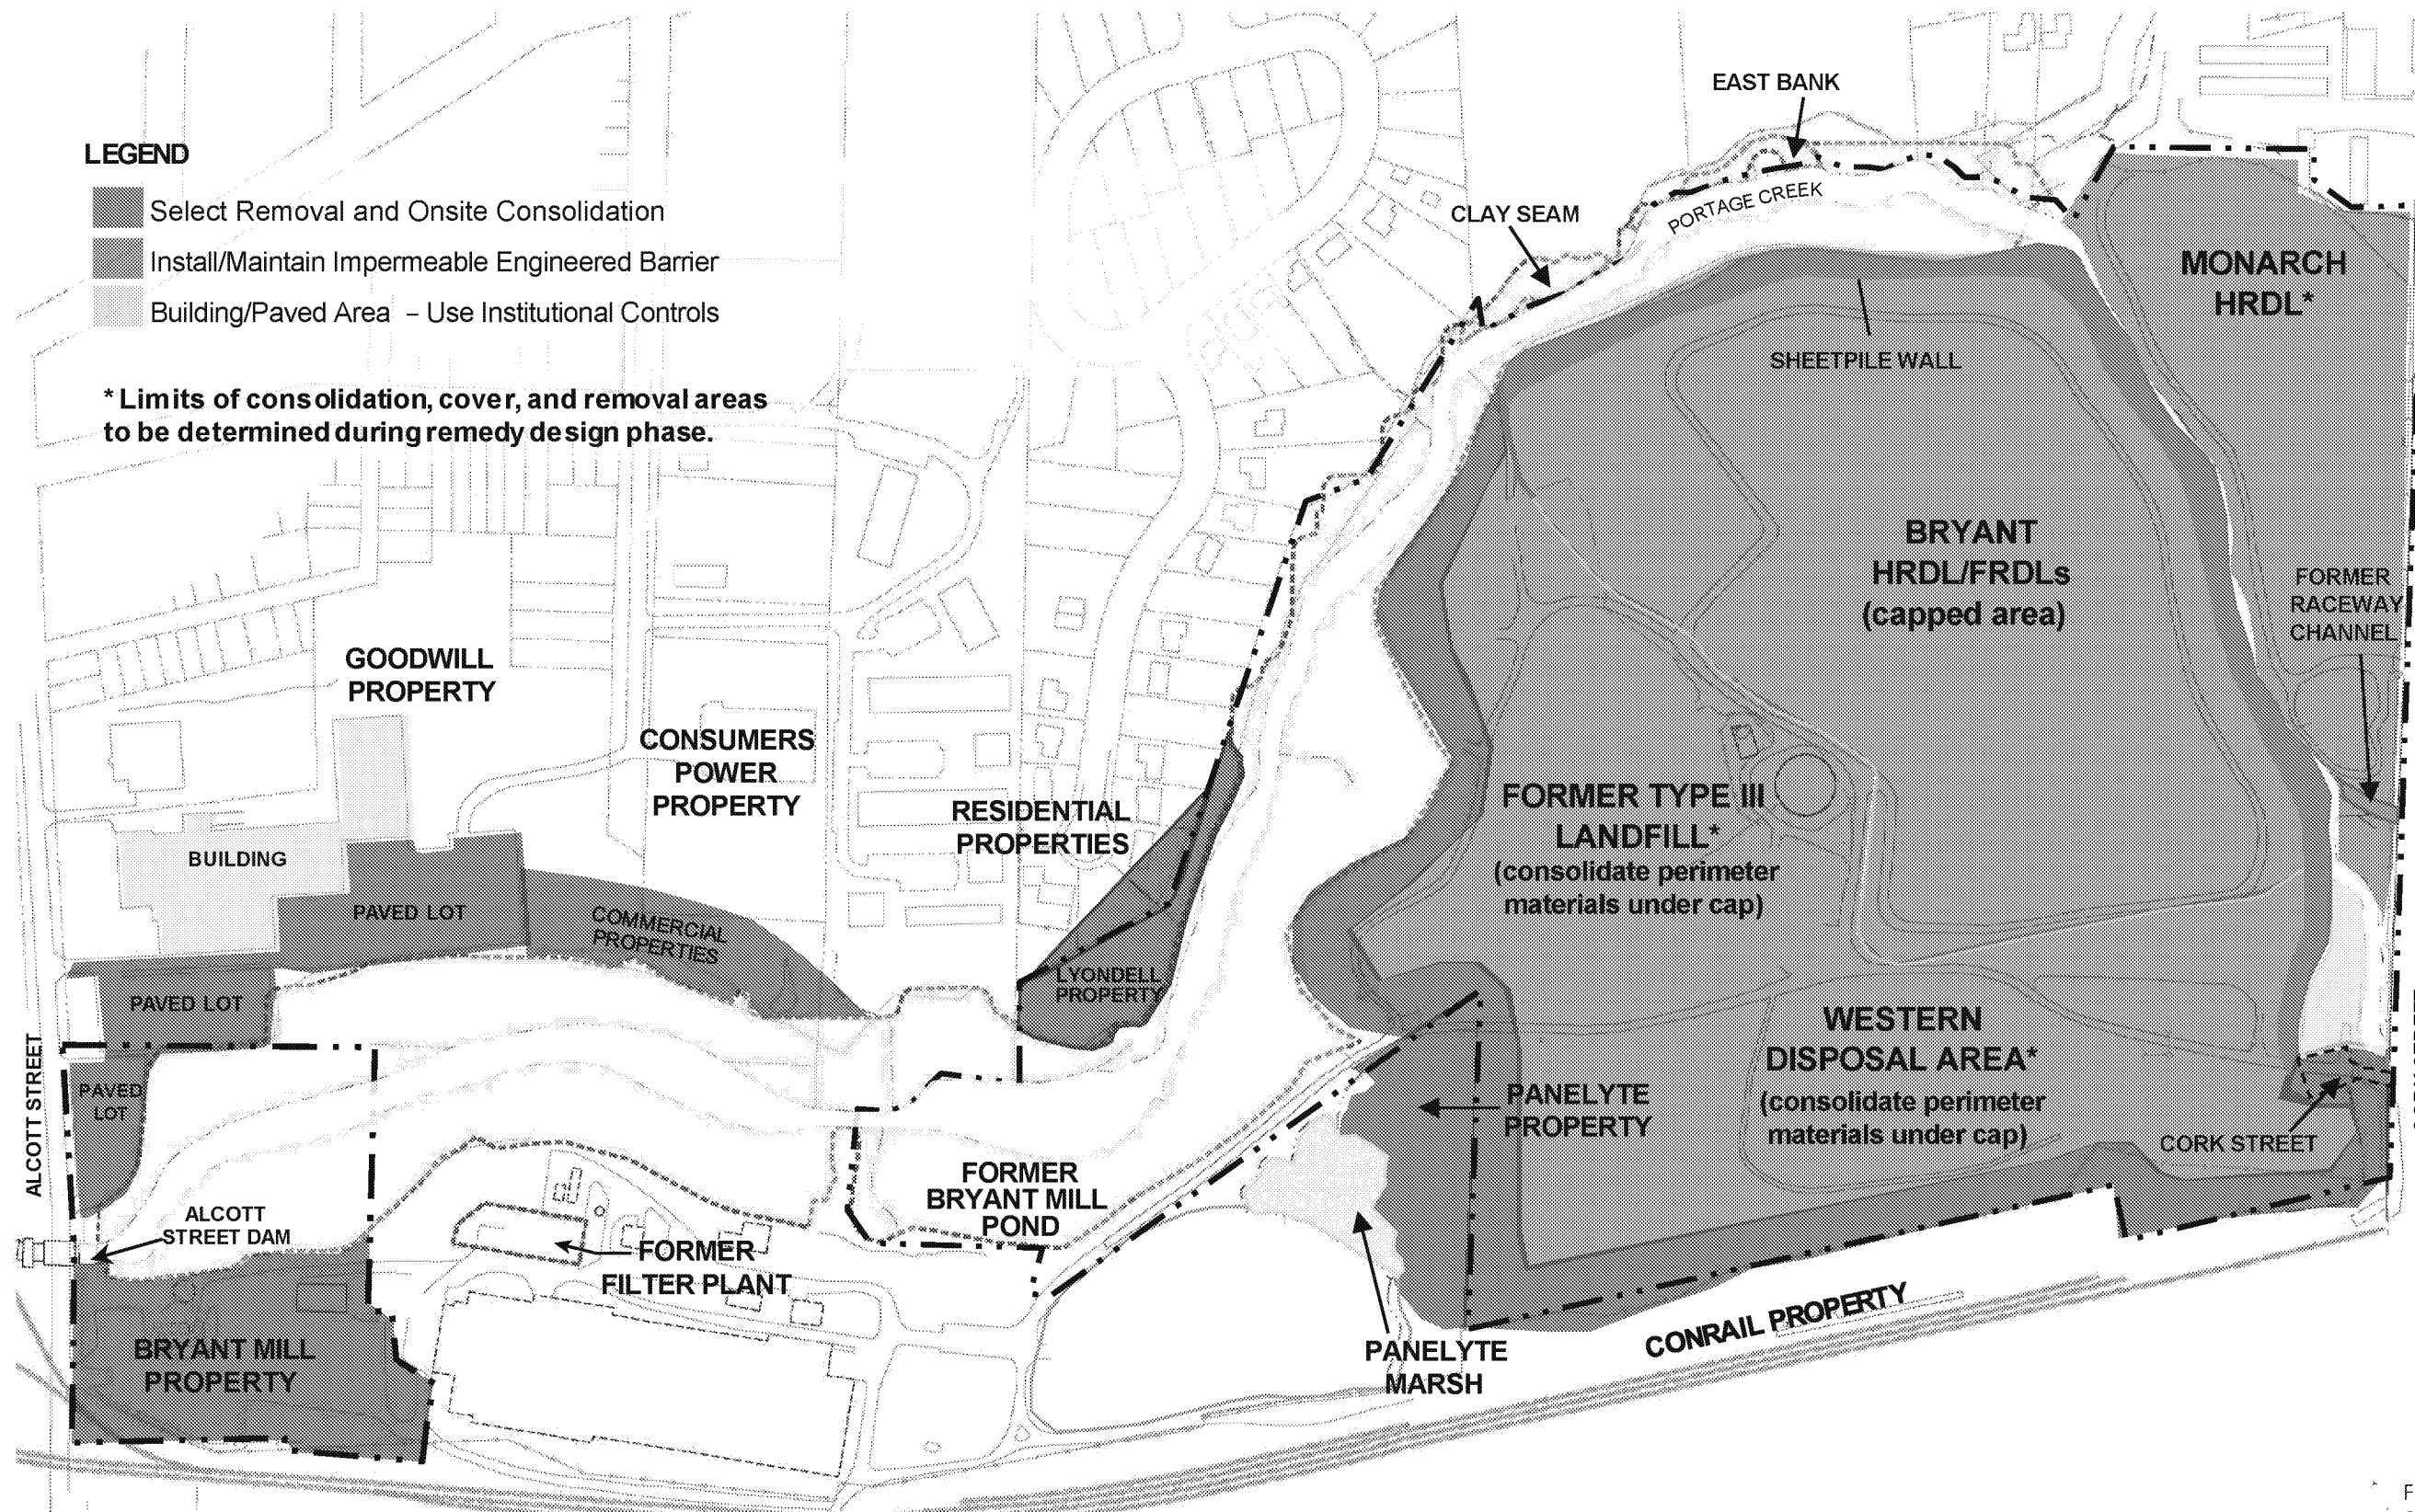 LEGEND
Select Removal and Onsite Consolidation
Install/Maintain Impermeable Engineered Barrier
Building/Paved Area – Use Institutional Controls
* Limits of consolidation, cover, and removal areas
to be determined during remedy design phase.
EAST BANK
PORTAGE CREEK
CLAY SEAM
MONARCH
HRDL*
SHEETPILE WALL
BRYANT
HRDL/FRDLs
(capped area)
FORMER
RACEWAY
CHANNEL
GOODWILL
PROPERTY
CONSUMERS
POWER
PROPERTY
RESIDENTIAL
PROPERTIES
FORMER TYPE III
LANDFILL*
(consolidate perimeter
materials under cap)
BUILDING
PAVED LOT
COMMERCIAL
PROPERTIES
LYONDELL
PROPERTY
PAVED LOT
WESTERN
DISPOSAL AREA*
(consolidate perimeter
materials under cap)
ALCOTT STREET
PAVED
LOT
PANELYTE
PROPERTY
CORK STREET
FORMER
BRYANT MILL
POND
ALCOTT
STREET DAM
FORMER
FILTER PLANT
BRYANT MILL
PROPERTY
PANELYTE
MARSH
CONRAIL PROPERTY
F